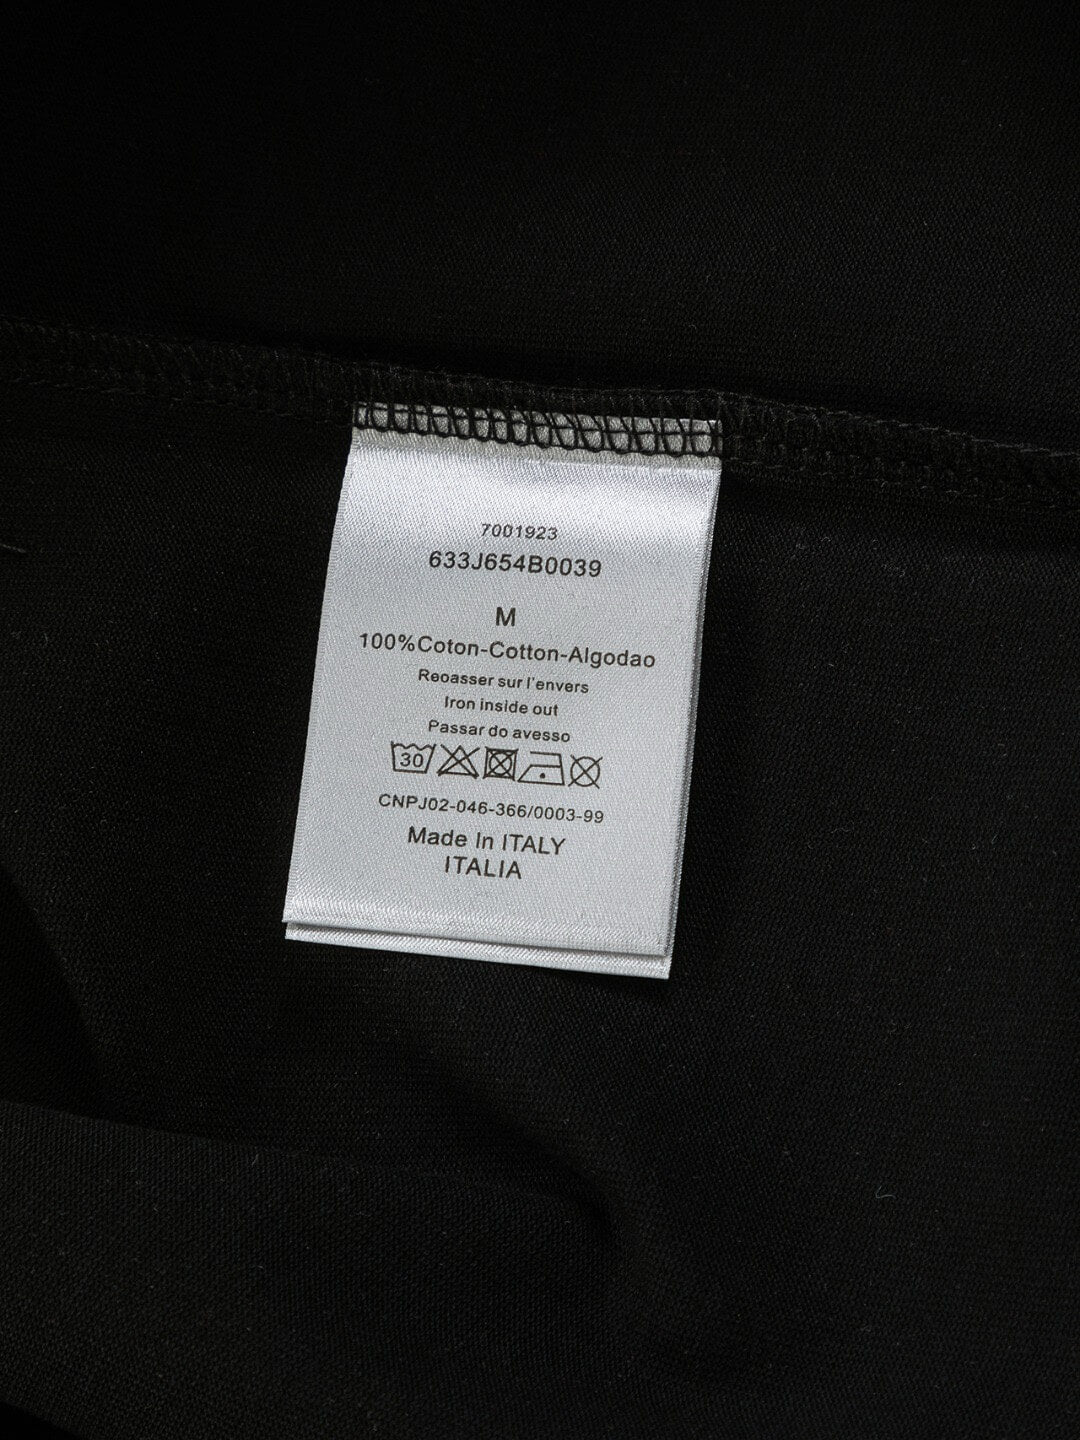 7001923
633J654B0039
M
100%Coton-Cotton-Algodao
Reoasser sur l'envers
Iron inside out
Passar do avesso
30
CNPJ02-046-366/0003-99
Made In ITALY
ITALIA